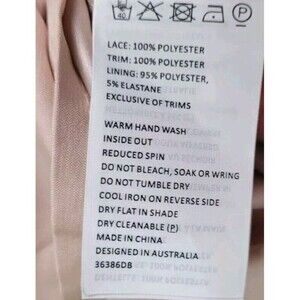 40 P
LACE: 100% POLYESTER
TRIM: 100% POLYESTER
LINING: 95% POLYESTER,
5% ELASTANE
EXCLUSIVE OF TRIMS
WARM HAND WASH
INSIDE OUT
REDUCED SPIN
DO NOT BLEACH, SOAK OR WRING
DO NOT TUMBLE DRY
COOL IRON ON REVERSE SIDE
DRY FLAT IN SHADE
DRY CLEANABLE (P)
MADE IN CHINA
DESIGNED IN AUSTRALIA
36386DB